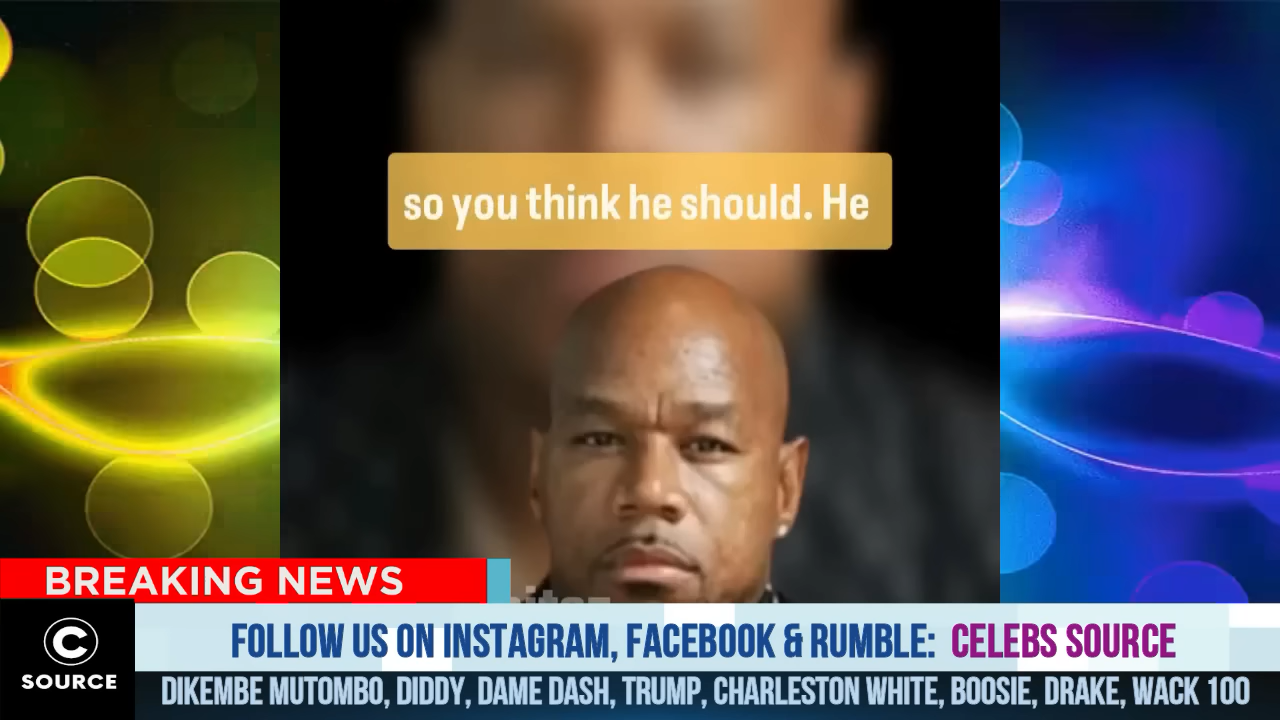 so you think he should. He
BREAKING NEWS
C
SOURCE
FOLLOW US ON INSTAGRAM, FACEBOOK & RUMBLE: CELEBS SOURCE
DIKEMBE MUTOMBO, DIDDY, DAME DASH, TRUMP, CHARLESTON WHITE, BOOSIE, DRAKE, WACK 100